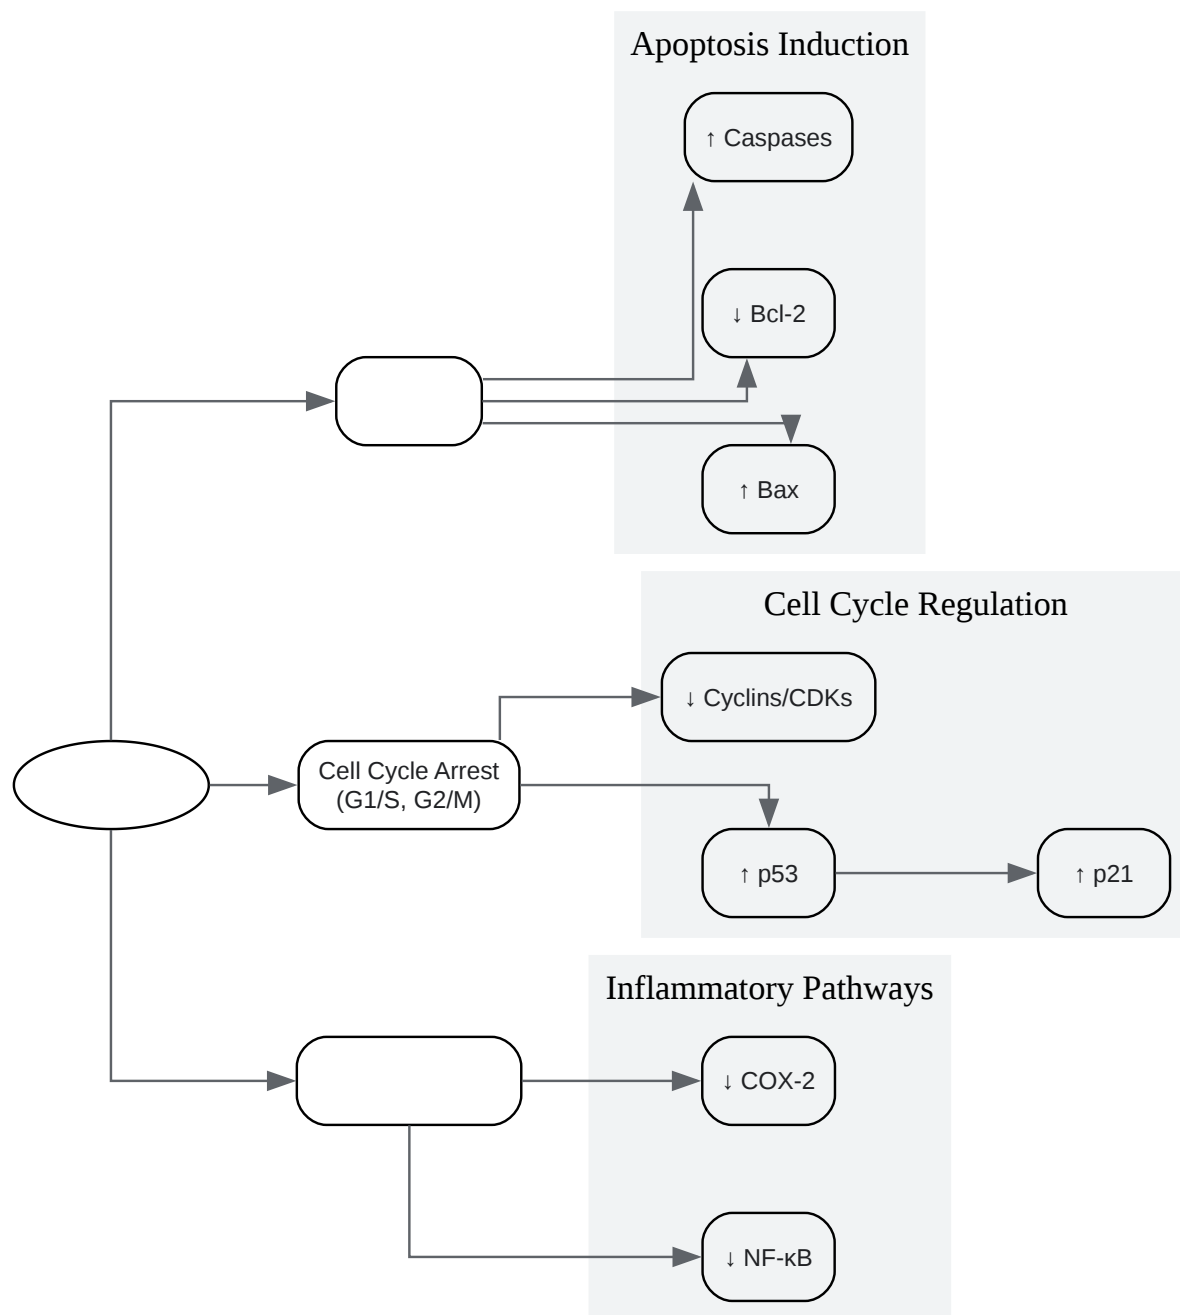 Apoptosis Induction
↑ Caspases
↓ Bcl-2
↑ Bax
Cell Cycle Regulation
↓ Cyclins/CDKs
Cell Cycle Arrest
(G1/S, G2/M)
↑ p53
↑ p21
Inflammatory Pathways
↓ COX-2
↓ NF-κB